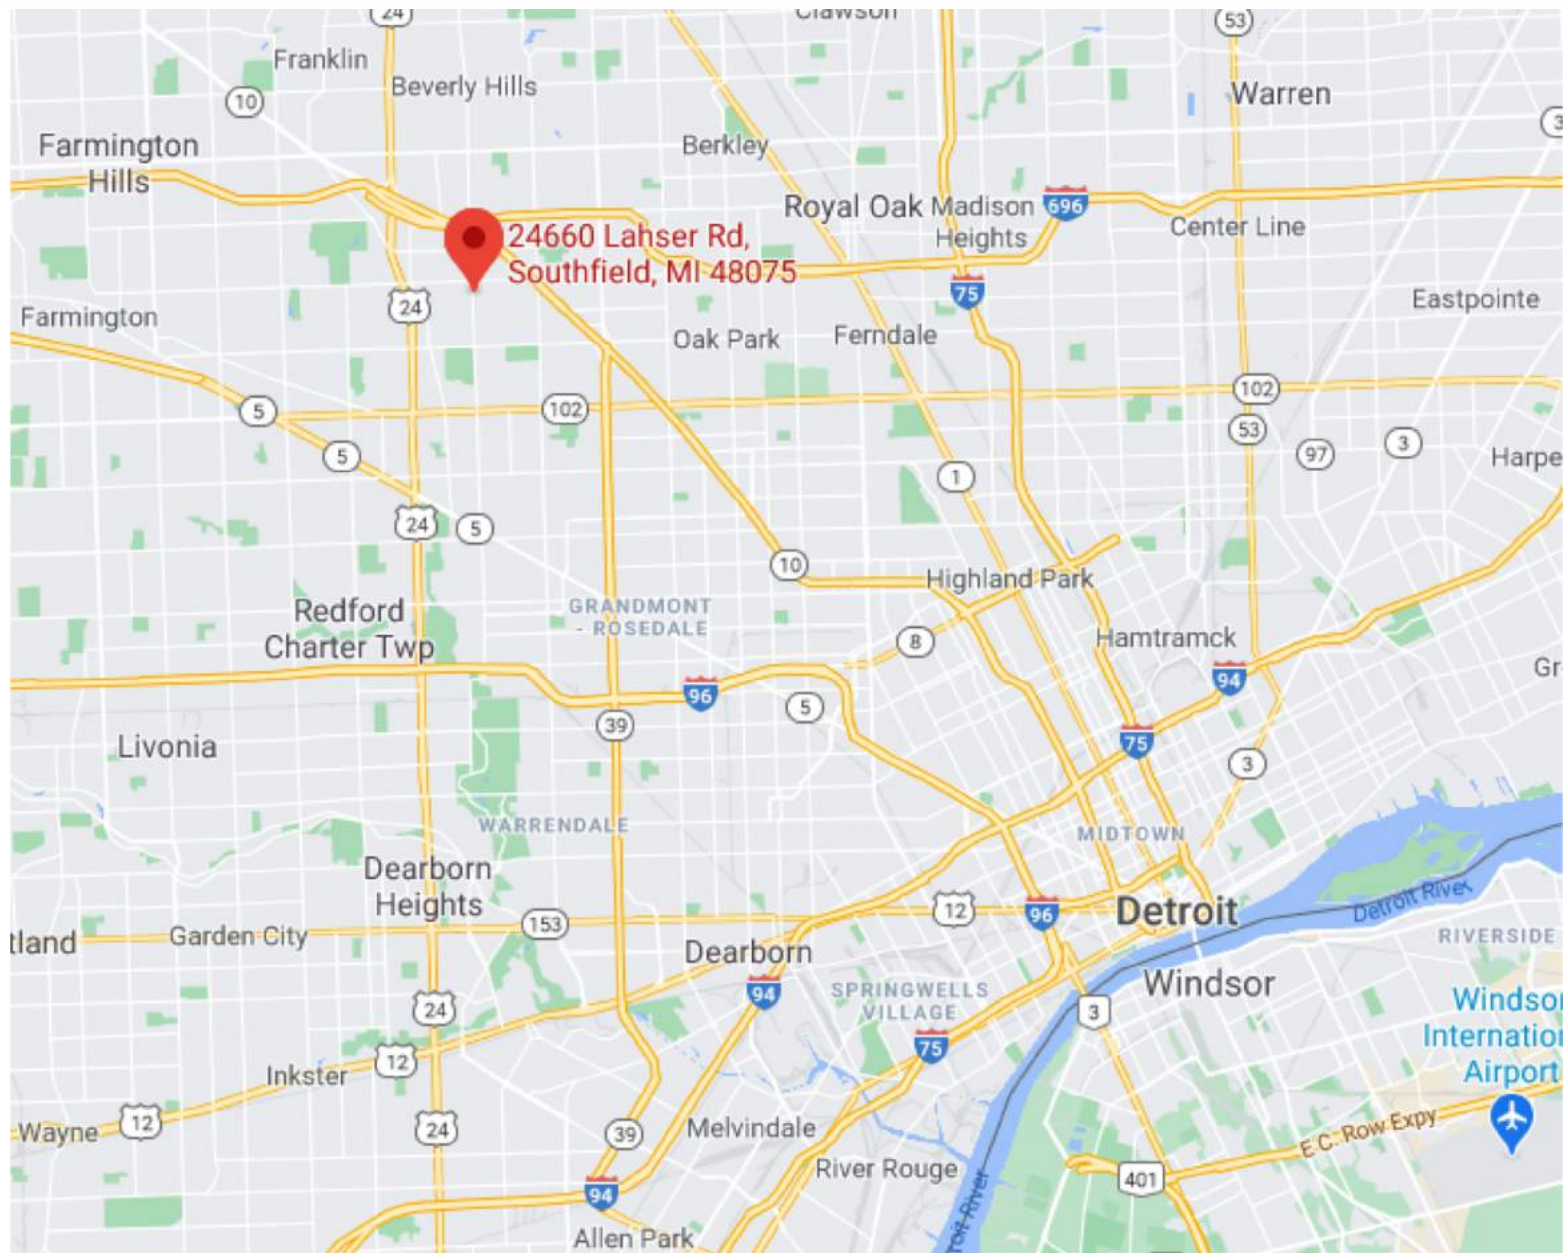 24
Clawson
53
Franklin
Beverly Hills
10
Warren
3
Farmington
Hills
Berkley
Royal Oak
Madison
Heights
696
Center Line
24660 Lahser Rd,
Southfield, MI 48075
24
75
Eastpointe
Farmington
Oak Park
Ferndale
5
102
102
53
97
3
5
Harpe
1
24
5
10
Highland Park
Redford
Charter Twp
GRANDMONT
- ROSEDALE
8
Hamtramck
96
94
Gr
5
39
75
Livonia
3
WARRENDALE
MIDTOWN
Dearborn
Heights
12
96
Detroit
Detroit River
153
tland
Garden City
Dearborn
RIVERSIDE
94
SPRINGWELLS
VILLAGE
Windsor
24
3
Windsor
Internation
Airport
75
12
Inkster
12
Wayne
24
39
Melvindale
E C. Row Expy
River Rouge
401
94
roit River
Allen Park